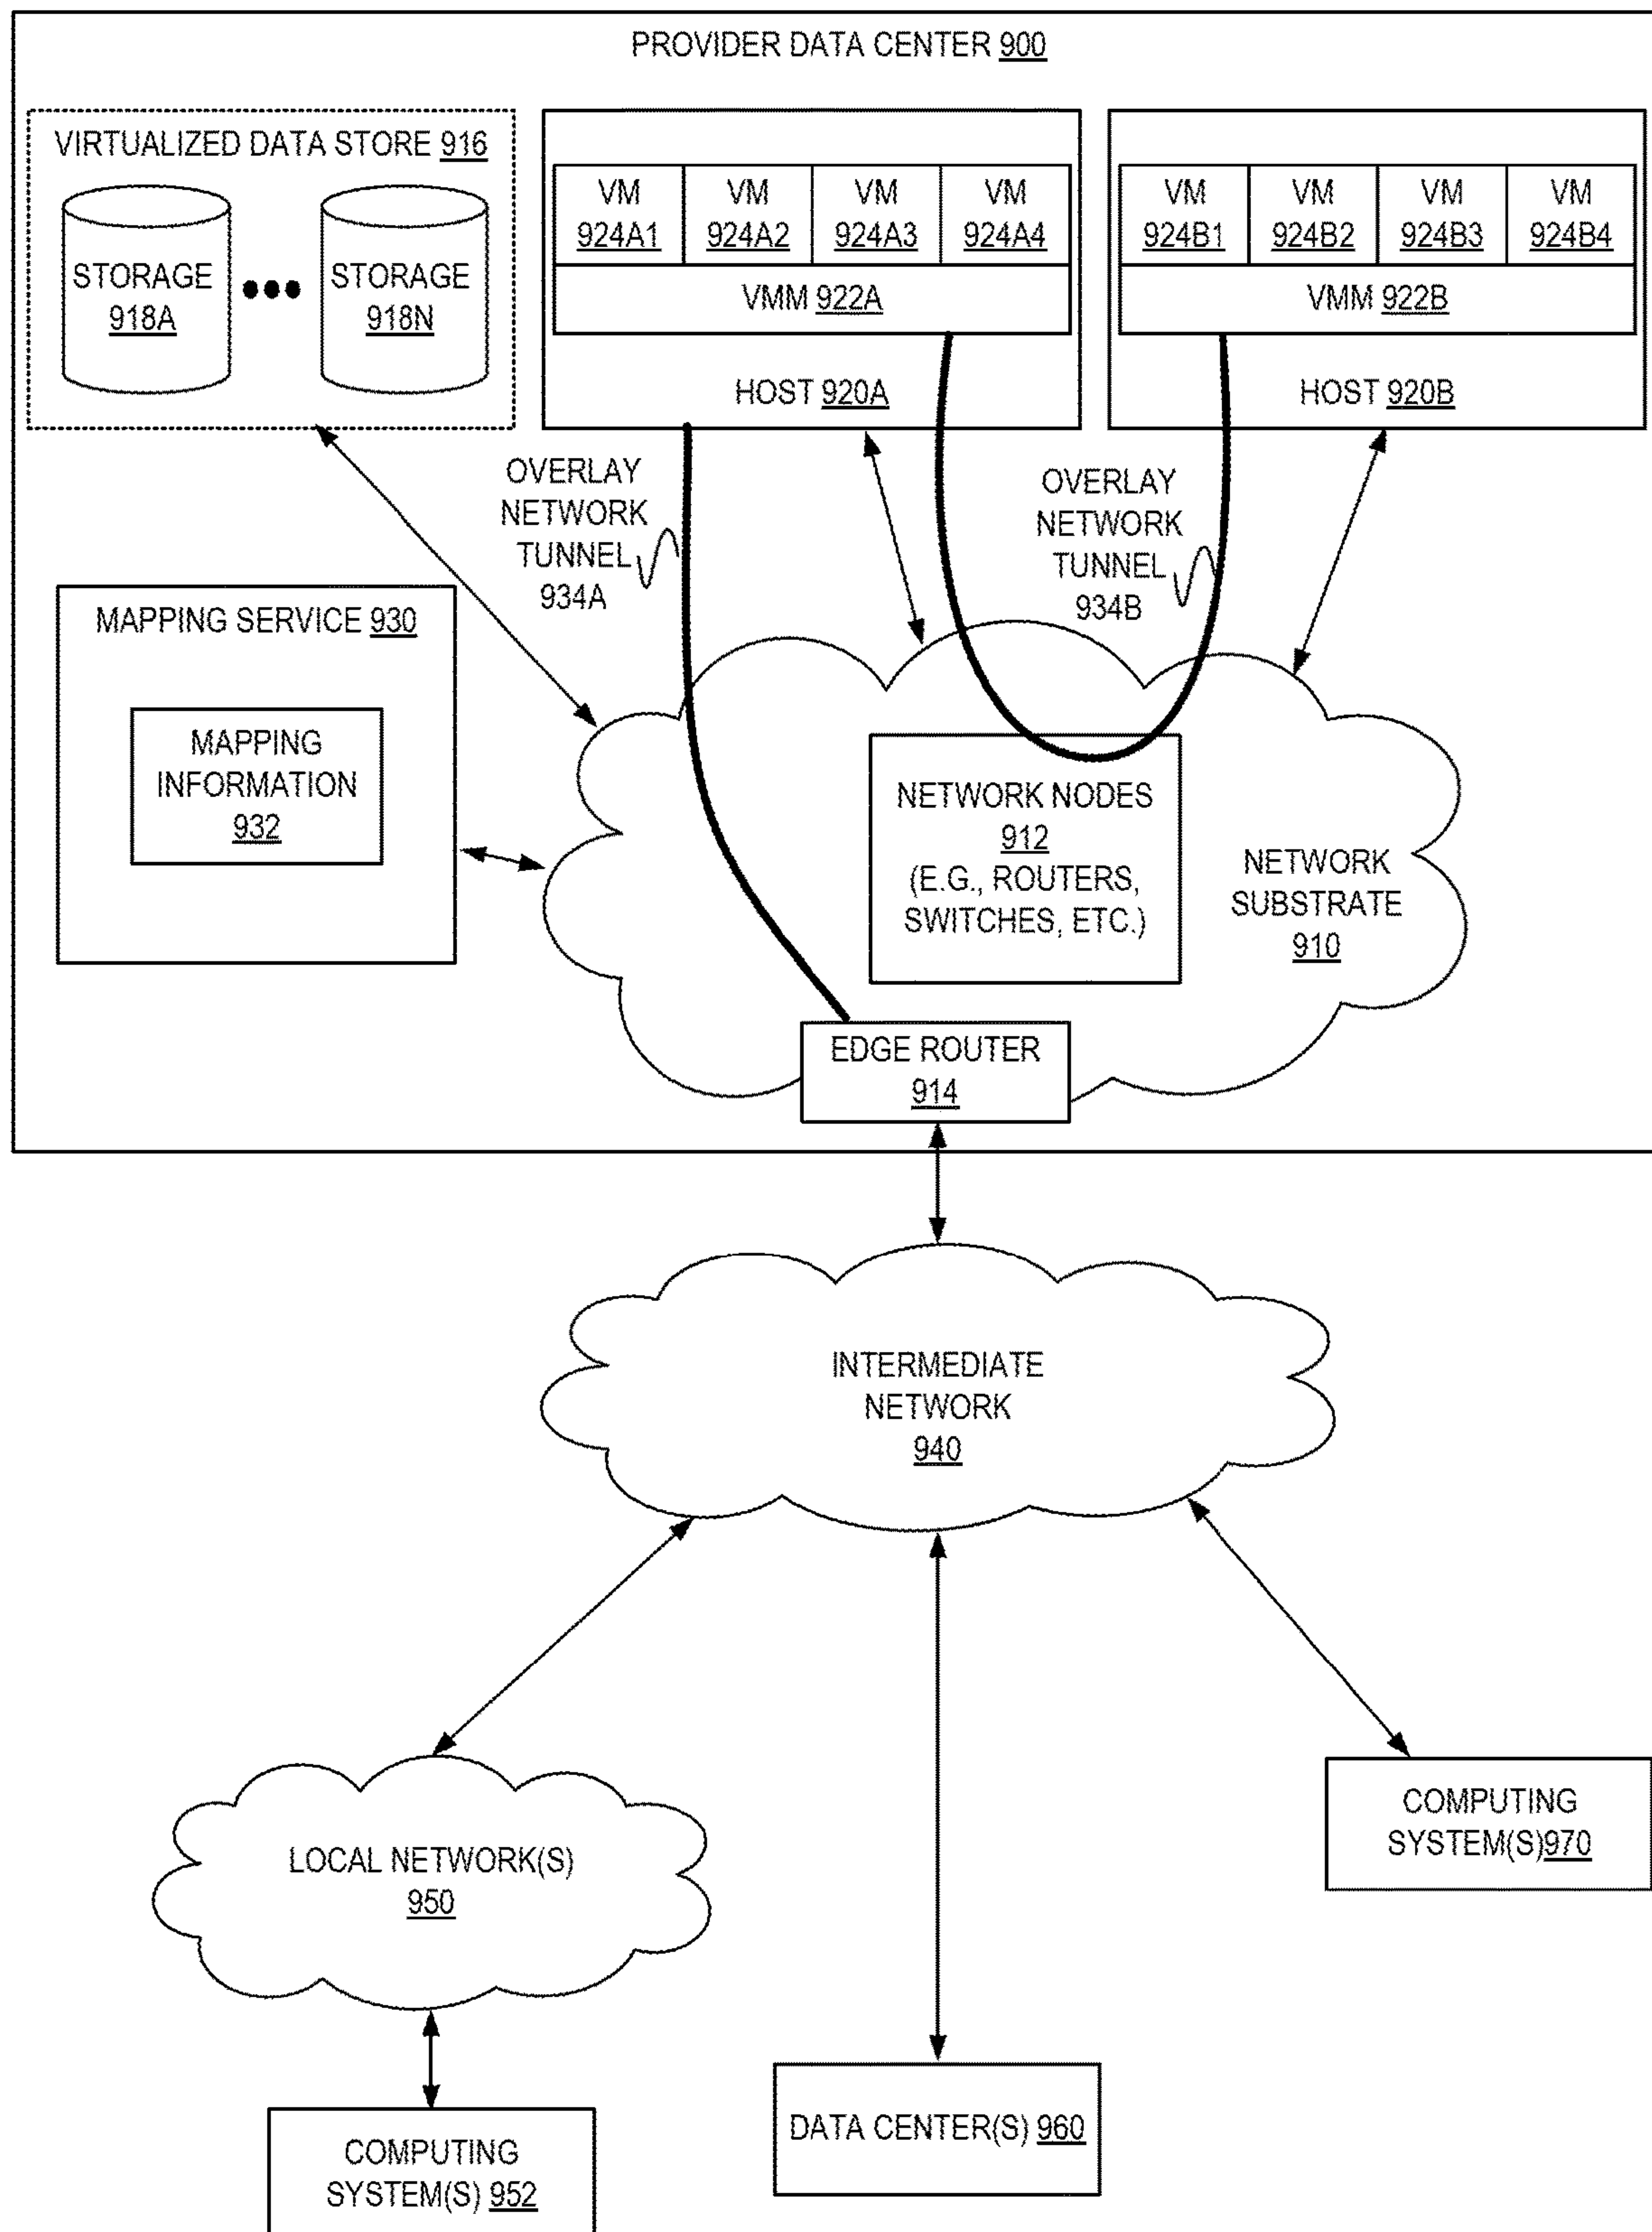 PROVIDER DATA CENTER 900
VIRTUALIZED DATA STORE 916
STORAGE
918A
STORAGE
918N
VM
924A1
VM
924A2
VM
924A3
VM
924A4
VMM 922A
HOST 920A
VM
924B1
VM
924B2
VM
924B3
VM
924B4
VMM 922B
HOST 920B
OVERLAY
NETWORK
TUNNEL
934A
OVERLAY
NETWORK
TUNNEL
934B
MAPPING SERVICE 930
MAPPING
INFORMATION
932
NETWORK NODES
912
(E.G., ROUTERS,
SWITCHES, ETC.)
NETWORK
SUBSTRATE
910
EDGE ROUTER
914
INTERMEDIATE
NETWORK
940
LOCAL NETWORK(S)
950
COMPUTING
SYSTEM(S)970
DATA CENTER(S) 960
COMPUTING
SYSTEM(S) 952